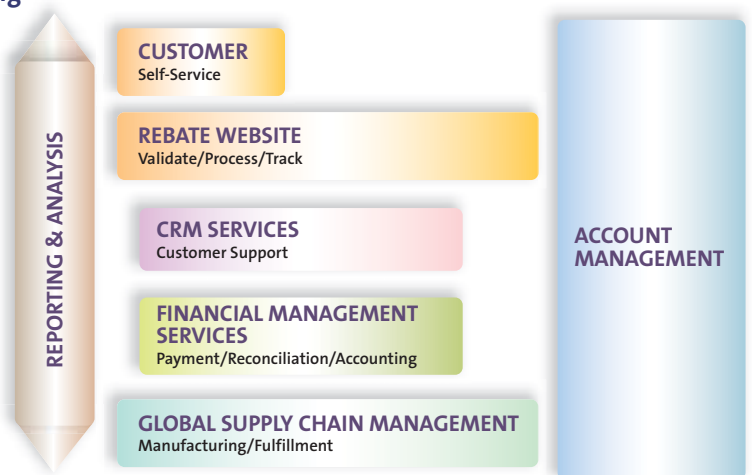 REPORTING & ANALYSIS
CUSTOMER
Self-Service
REBATE WEBSITE
Validate/Process/Track
CRM SERVICES
Customer Support
FINANCIAL MANAGEMENT
SERVICES
Payment/Reconciliation/Accounting
GLOBAL SUPPLY CHAIN MANAGEMENT
Manufacturing/Fulfillment
ACCOUNT
MANAGEMENT